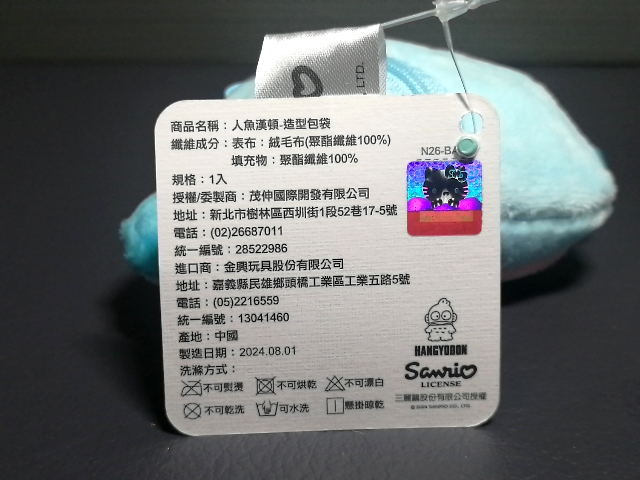 LTD.
商品名稱：人魚漢頓-造型包袋
纖維成分：表布：絨毛布(聚酯纖維100%)
填充物：聚酯纖維100%
N26-BA
規格：1入
授權/委製商：茂伸國際開發有限公司
地址：新北市樹林區西圳街1段52巷17-5號
電話：(02)26687011
統一編號：28522986
進口商：金興玩具股份有限公司
地址：嘉義縣民雄鄉頭橋工業區工業五路5號
電話：(05)2216559
統一編號：13041460
產地：中國
製造日期：2024.08.01
洗滌方式：
不可熨燙 不可烘乾 不可漂白
不可乾洗 可水洗 懸掛晾乾
HANGYODON
Sanrio
LICENSE
三麗鷗股份有限公司授權